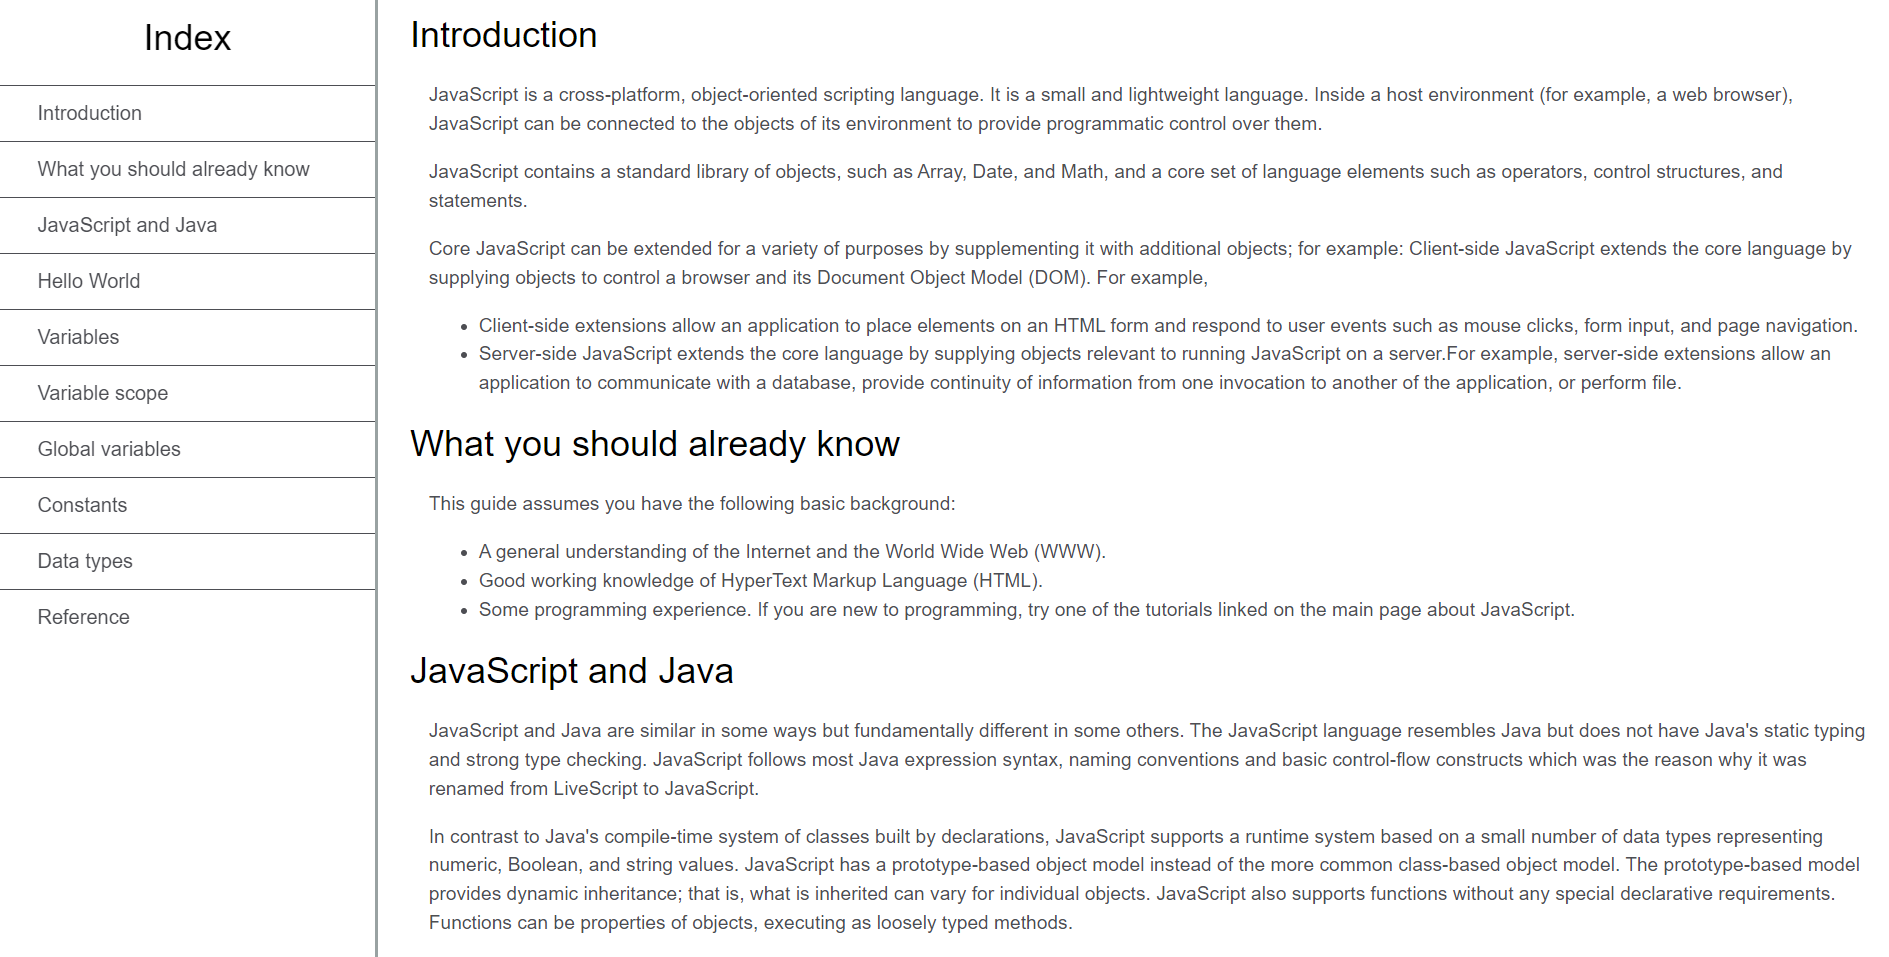 Index
Introduction
What you should already know
JavaScript and Java
Hello World
Variables
Variable scope
Global variables
Constants
Data types
Reference
Introduction
JavaScript is a cross-platform, object-oriented scripting language. It is a small and lightweight language. Inside a host environment (for example, a web browser),
JavaScript can be connected to the objects of its environment to provide programmatic control over them.
JavaScript contains a standard library of objects, such as Array, Date, and Math, and a core set of language elements such as operators, control structures, and
statements.
Core JavaScript can be extended for a variety of purposes by supplementing it with additional objects; for example: Client-side JavaScript extends the core language by
supplying objects to control a browser and its Document Object Model (DOM). For example,
• Client-side extensions allow an application to place elements on an HTML form and respond to user events such as mouse clicks, form input, and page navigation.
• Server-side JavaScript extends the core language by supplying objects relevant to running JavaScript on a server.For example, server-side extensions allow an
application to communicate with a database, provide continuity of information from one invocation to another of the application, or perform file.
What you should already know
This guide assumes you have the following basic background:
• A general understanding of the Internet and the World Wide Web (WWW).
• Good working knowledge of HyperText Markup Language (HTML).
• Some programming experience. If you are new to programming, try one of the tutorials linked on the main page about JavaScript.
JavaScript and Java
JavaScript and Java are similar in some ways but fundamentally different in some others. The JavaScript language resembles Java but does not have Java's static typing
and strong type checking. JavaScript follows most Java expression syntax, naming conventions and basic control-flow constructs which was the reason why it was
renamed from LiveScript to JavaScript.
In contrast to Java's compile-time system of classes built by declarations, JavaScript supports a runtime system based on a small number of data types representing
numeric, Boolean, and string values. JavaScript has a prototype-based object model instead of the more common class-based object model. The prototype-based model
provides dynamic inheritance; that is, what is inherited can vary for individual objects. JavaScript also supports functions without any special declarative requirements.
Functions can be properties of objects, executing as loosely typed methods.